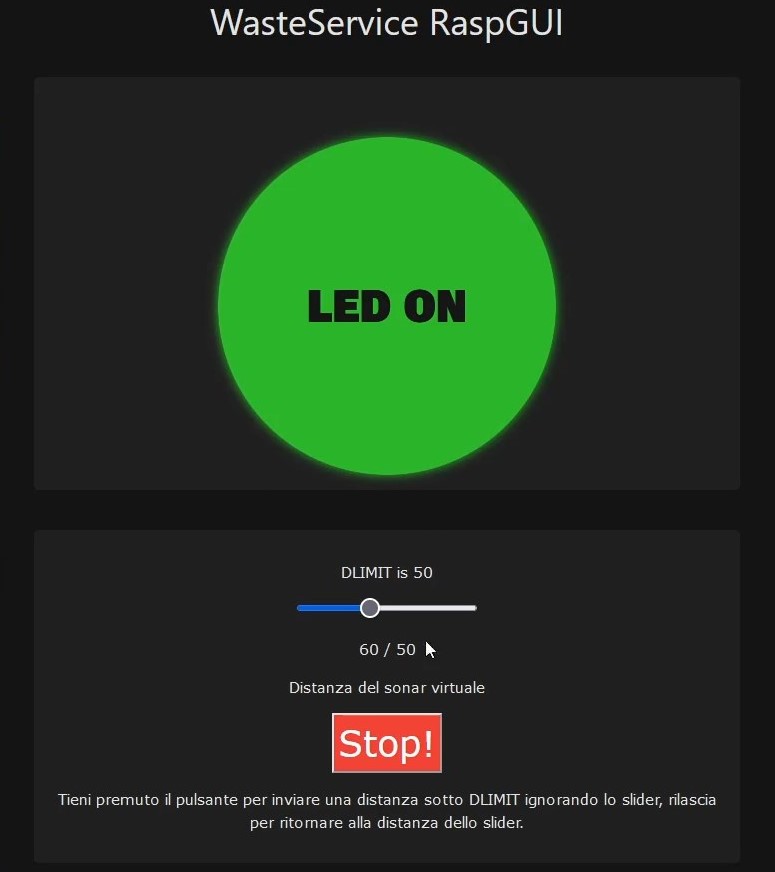 WasteService RaspGUI
LED ON
DLIMIT is 50
60 / 50
Distanza del sonar virtuale
Stop!
Tieni premuto il pulsante per inviare una distanza sotto DLIMIT ignorando lo slider, rilascia
per ritornare alla distanza dello slider.